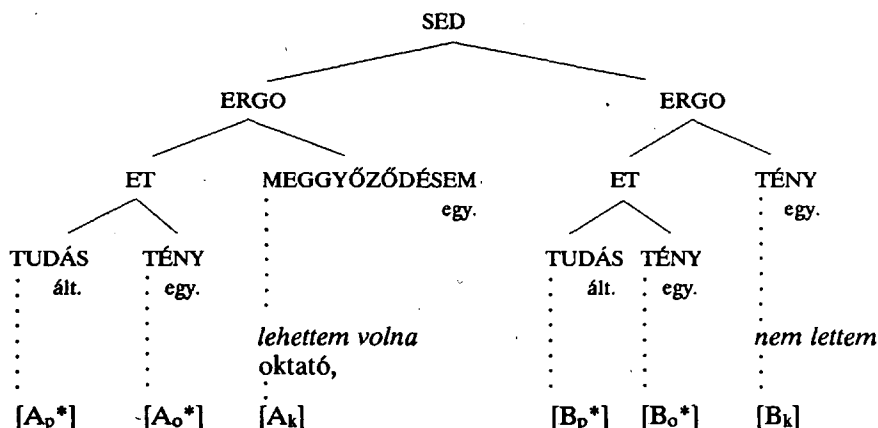 SED
ERGO ERGO
ET MEGGYŐZŐDÉSEM ET TÉNY
egy. egy.
TUDÁS TÉNY TUDÁS TÉNY
ált. egy. ált. egy.
lehettem volna nem lettem
oktató,
[Ap*] [Ao*] [Ak] [Bp*] [Bo*] [Bk]